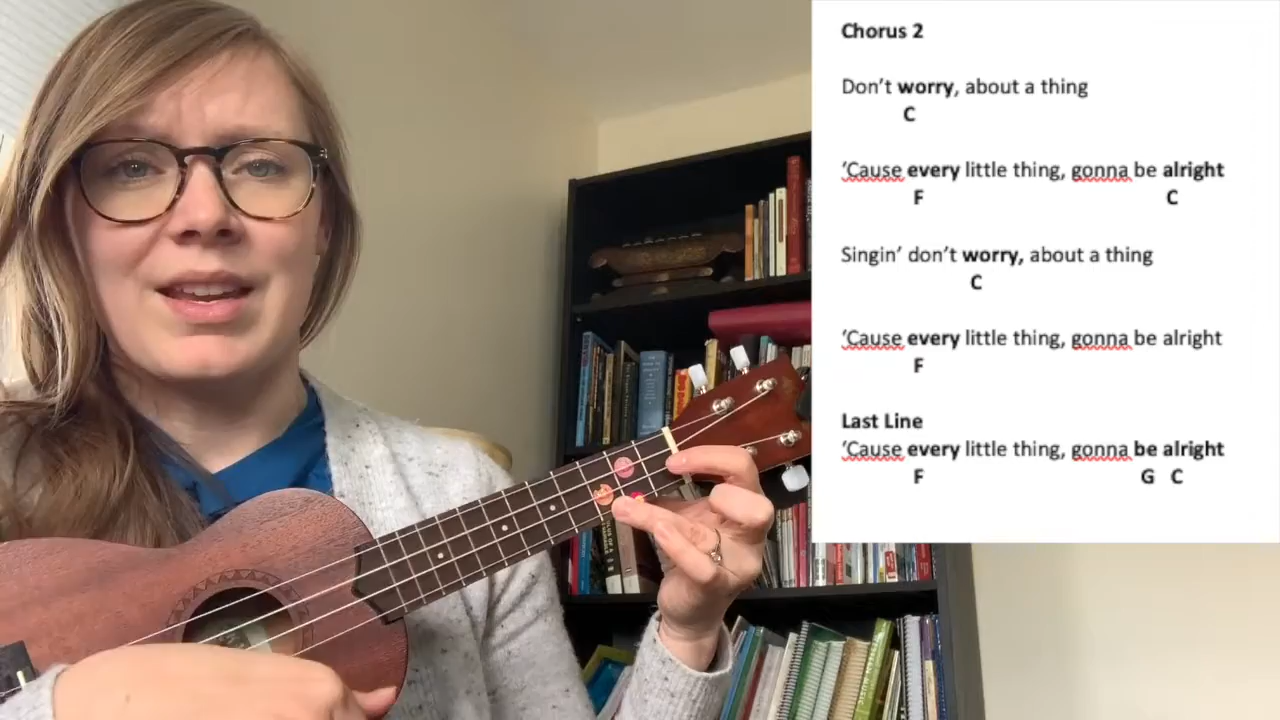 Chorus 2
Don't worry, about a thing
C
'Cause every little thing, gonna be alright
F C
Singin' don't worry, about a thing
C
'Cause every little thing, gonna be alright
F
Last Line
'Cause every little thing, gonna be alright
F G C